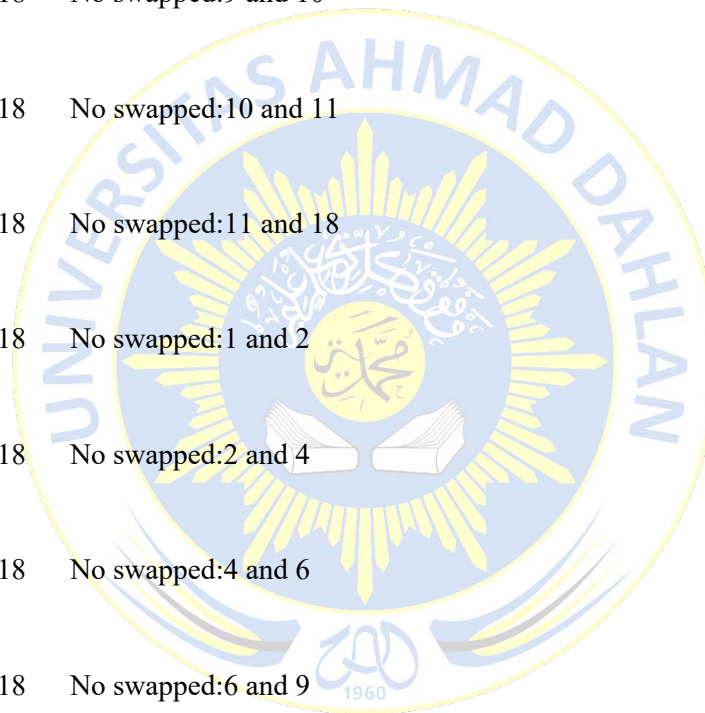 18 No swapped:10 and 11
18 No swapped:11 and 18
18 No swapped:1 and 2
18 No swapped:2 and 4
18 No swapped:4 and 6
18 No swapped:6 and 9
UNIVERSITAS AHMAD DAHLAN
1960